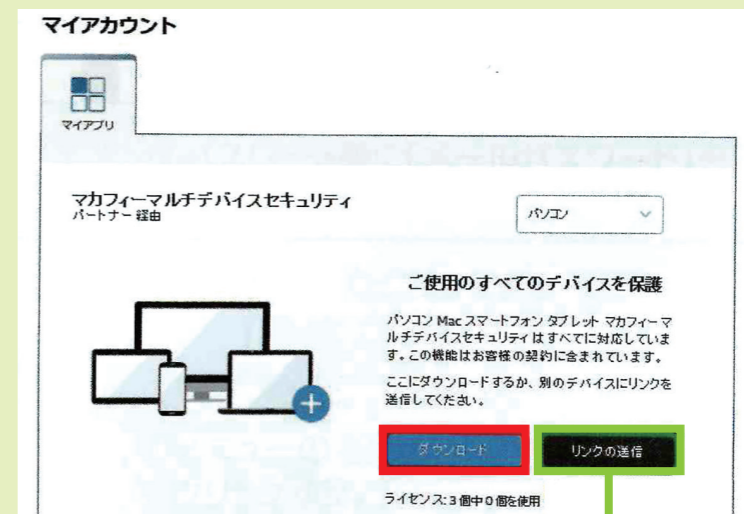 マイアカウント
マイアプリ
マカフィーマルチデバイスセキュリティ
パートナー 経由
パソコン
ご使用のすべてのデバイスを保護
パソコン Mac スマートフォン タブレット マカフィーマ
ルチデバイスセキュリティ はすべてに対応していま
す。この機能はお客様の契約に含まれています。
ここにダウンロードするか、別のデバイスにリンクを
送信してください。
ダウンロード
リンクの送信
ライセンス: 3 個中 0 個を使用